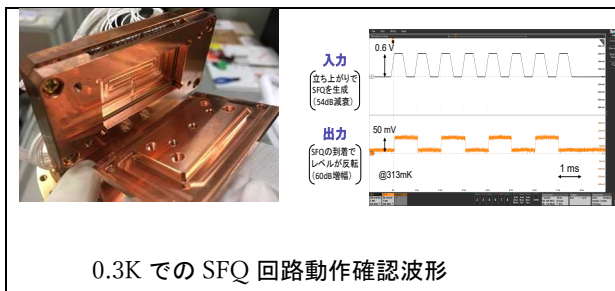 入力
立ち上がりで
SFQを生成
(54dB減衰)
0.6 V
出力
SFQの到着で
レベルが反転
(60dB増幅)
50 mV
@313mK
1 ms
0.3K での SFQ 回路動作確認波形